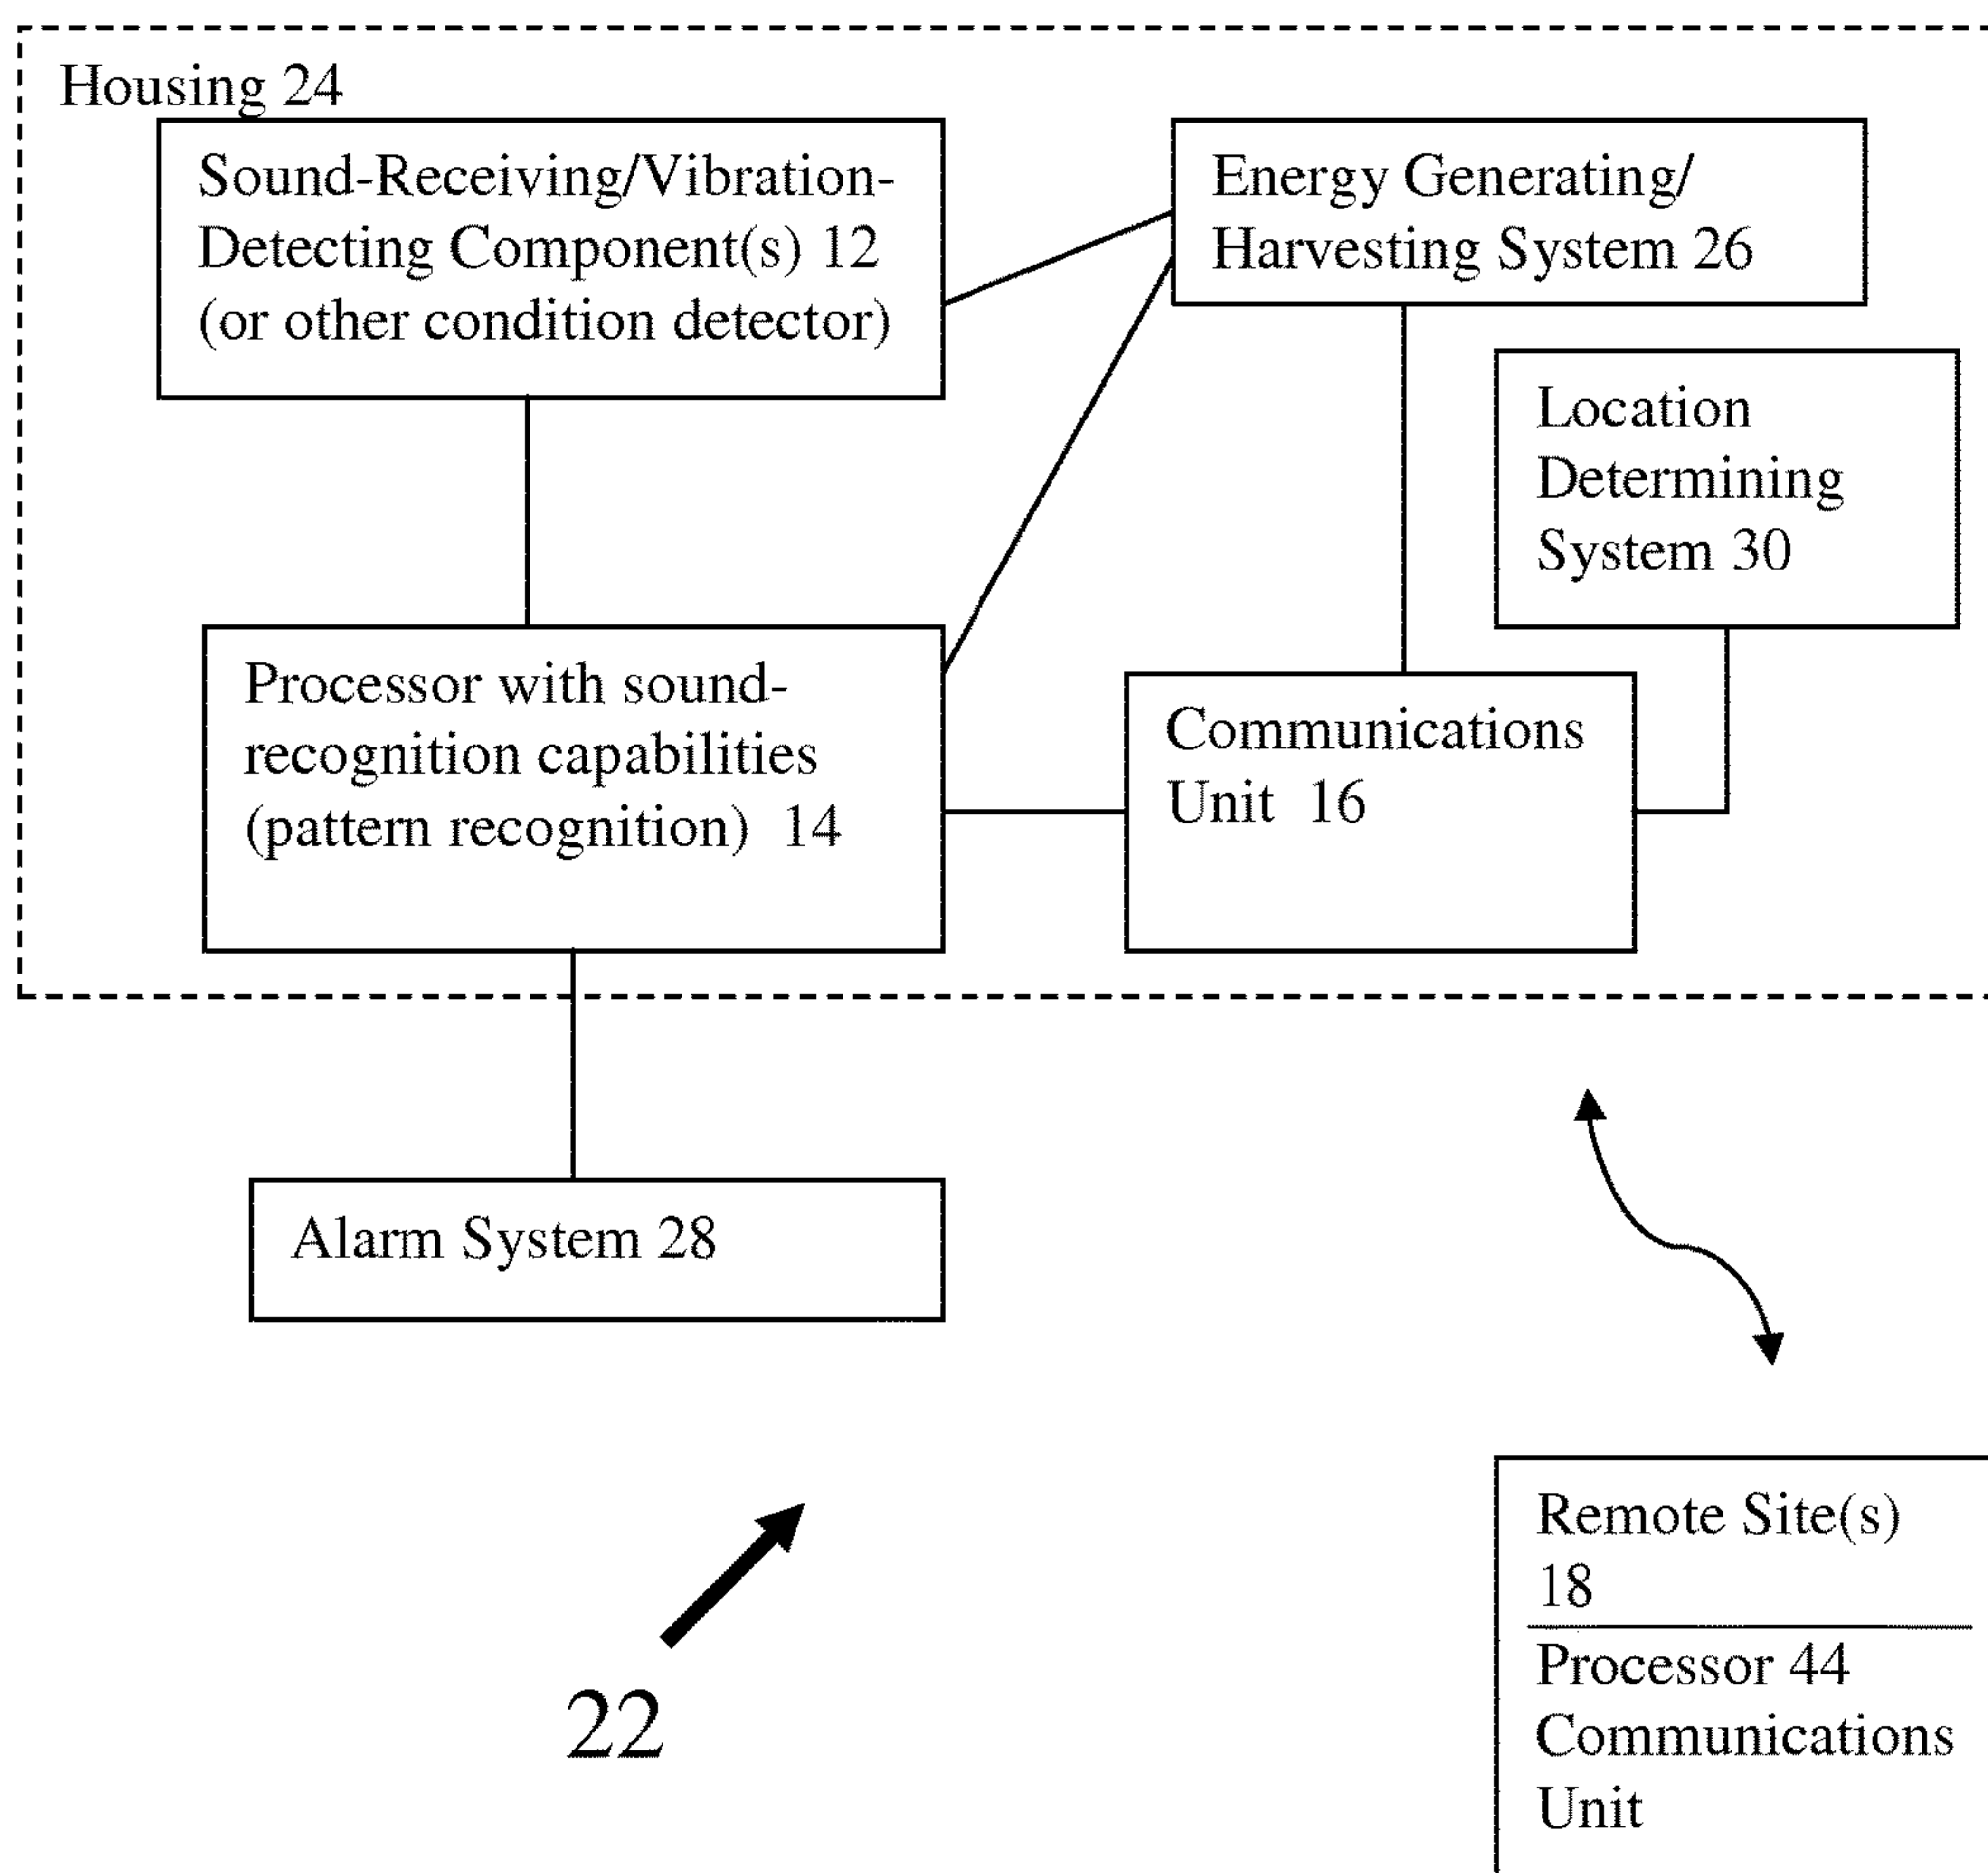 Housing 24
Sound-Receiving/Vibration-
Detecting Component(s) 12
(or other condition detector)
Energy Generating/
Harvesting System 26
Location
Determining
System 30
Processor with sound-
recognition capabilities
(pattern recognition) 14
Communications
Unit 16
Alarm System 28
Remote Site(s)
18
Processor 44
Communications
Unit
22